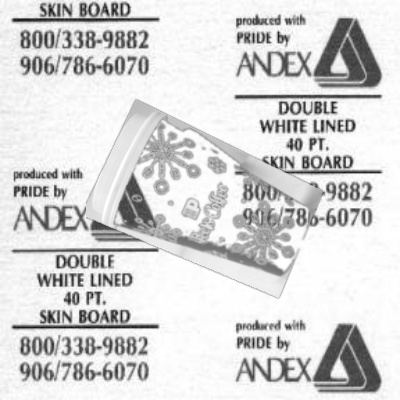 SKIN BOARD
800/338-9882
906/786-6070
produced with
PRIDE by
ANDEX
DOUBLE
WHITE LINED
40 PT.
SKIN BOARD
-9882
906/786-6070
produced with
PRIDE by
ANDEX
DOUBLE
WHITE LINED
40 PT.
SKIN BOARD
800/338-9882
906/786-6070
produced with
PRIDE by
ANDEX